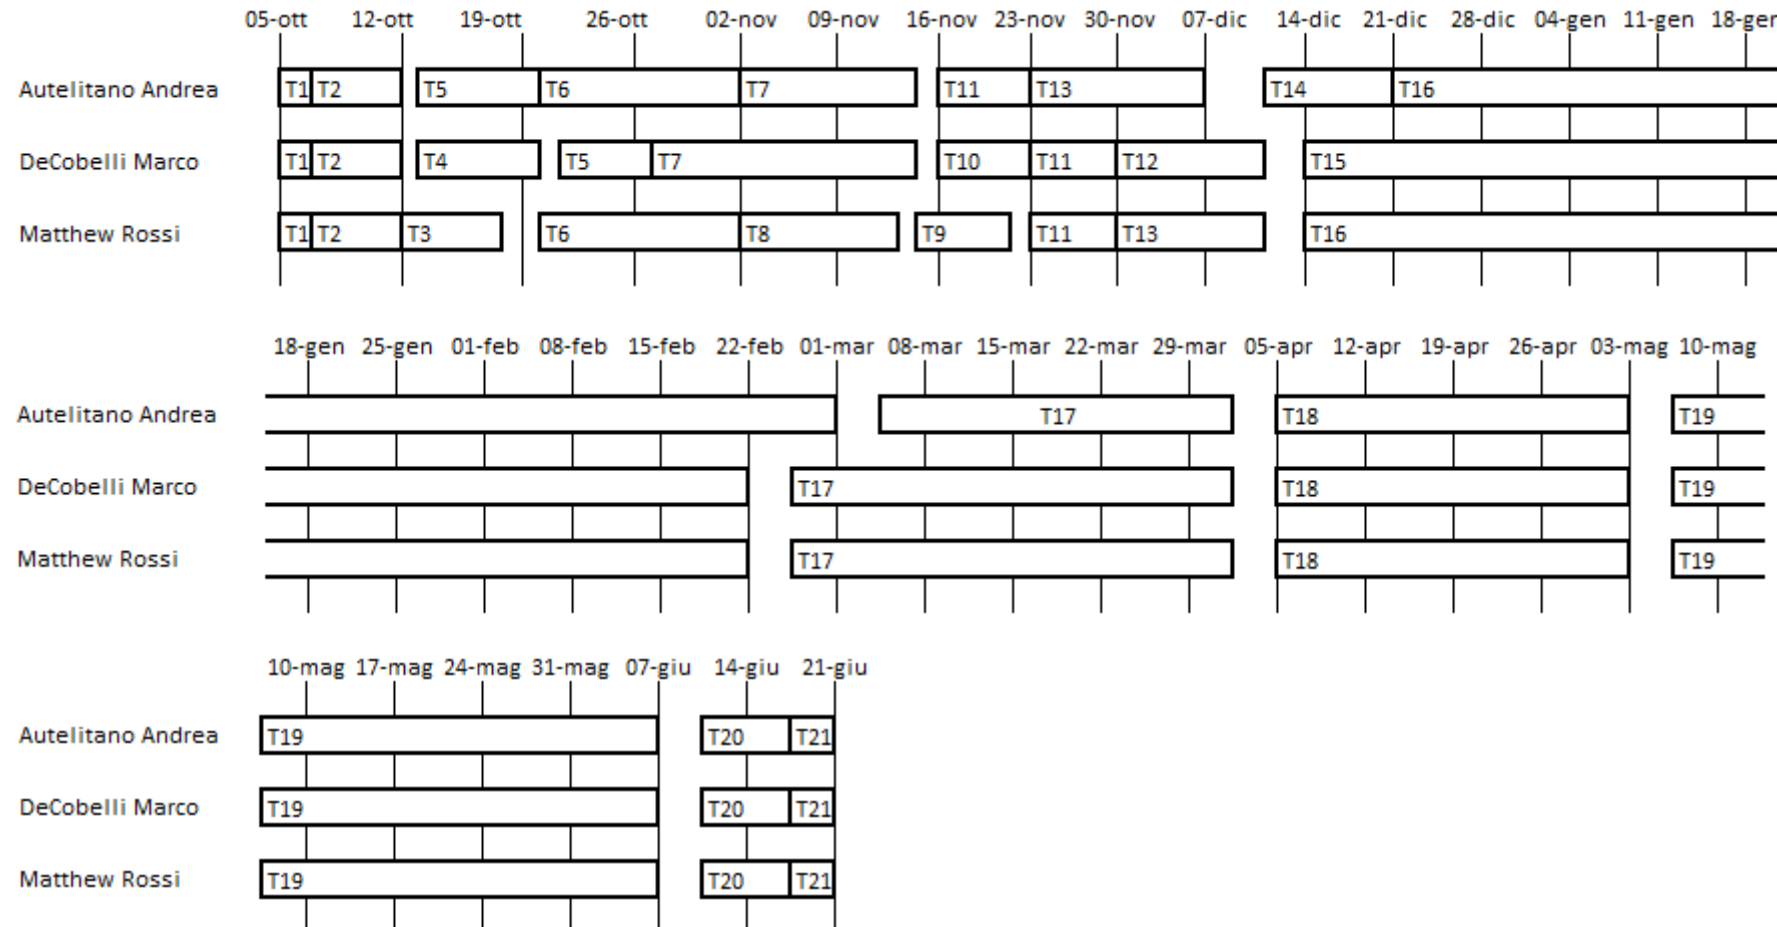 05-ott 12-ott 19-ott 26-ott 02-nov 09-nov 16-nov 23-nov 30-nov 07-dic 14-dic 21-dic 28-dic 04-gen 11-gen 18-gen
Autelitano Andrea T1 T2 T5 T6 T7 T11 T13 T14 T16
DeCobelli Marco T1 T2 T4 T5 T7 T10 T11 T12 T15
Matthew Rossi T1 T2 T3 T6 T8 T9 T11 T13 T16
18-gen 25-gen 01-feb 08-feb 15-feb 22-feb 01-mar 08-mar 15-mar 22-mar 29-mar 05-apr 12-apr 19-apr 26-apr 03-mag 10-mag
Autelitano Andrea T17 T18 T19
DeCobelli Marco T17 T18 T19
Matthew Rossi T17 T18 T19
10-mag 17-mag 24-mag 31-mag 07-giu 14-giu 21-giu
Autelitano Andrea T19 T20 T21
DeCobelli Marco T19 T20 T21
Matthew Rossi T19 T20 T21